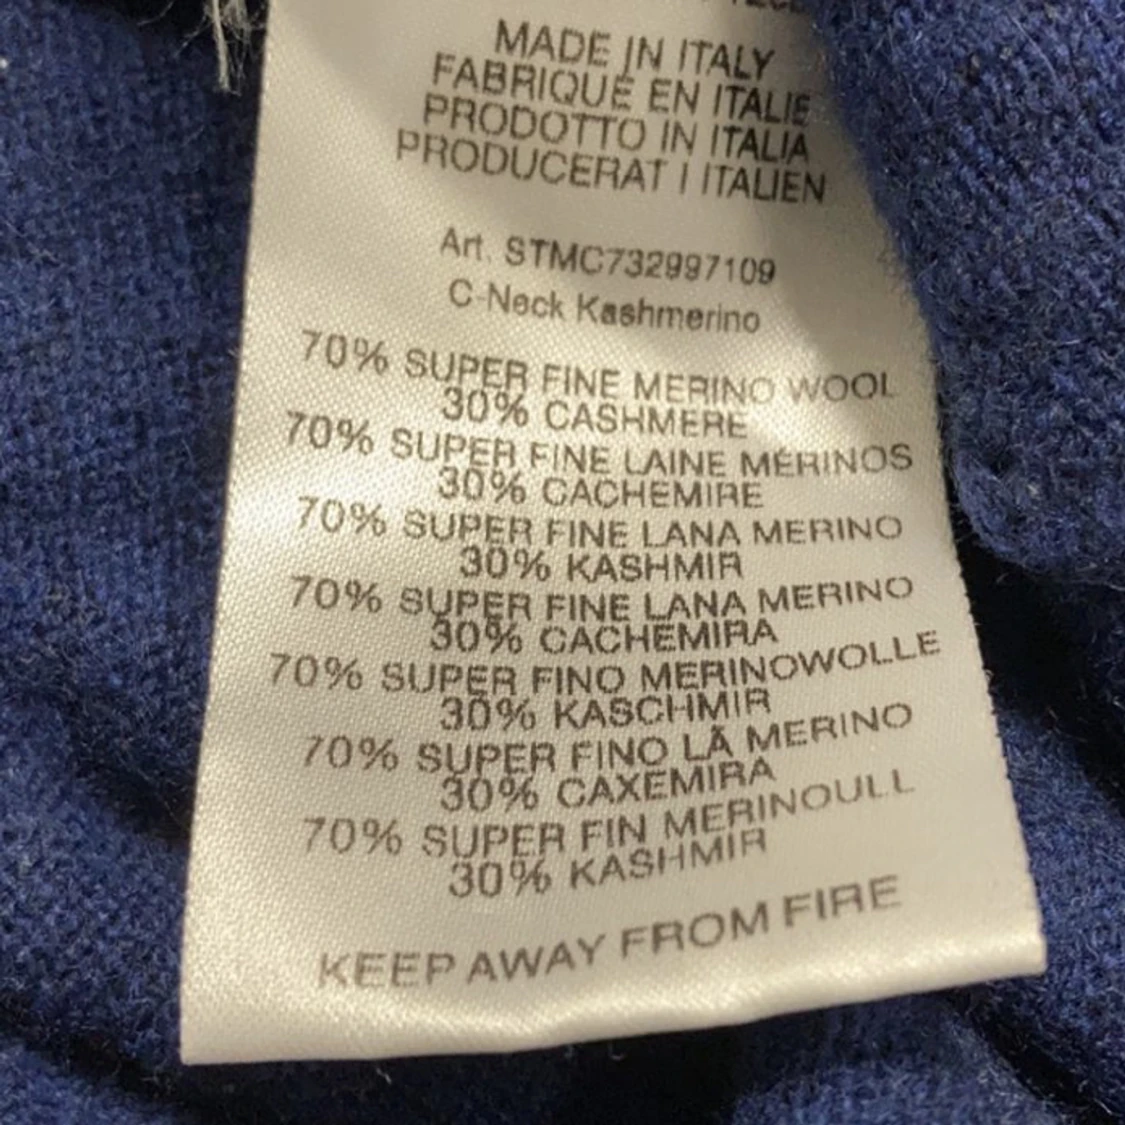 MADE IN ITALY
FABRIQUÉ EN ITALIE
PRODOTTO IN ITALIA
PRODUCERAT I ITALIEN
Art. STMC732997109
C-Neck Kashmerino
70% SUPER FINE MERINO WOOL
30% CASHMERE
70% SUPER FINE LAINE MÉRINOS
30% CACHEMIRE
70% SUPER FINE LANA MERINO
30% KASHMIR
70% SUPER FINE LANA MERINO
30% CACHEMIRA
70% SUPER FINO MERINOWOLLE
30% KASCHMIR
70% SUPER FINO LÃ MERINO
30% CAXEMIRA
70% SUPER FIN MERINOULL
30% KASHMIR
KEEP AWAY FROM FIRE